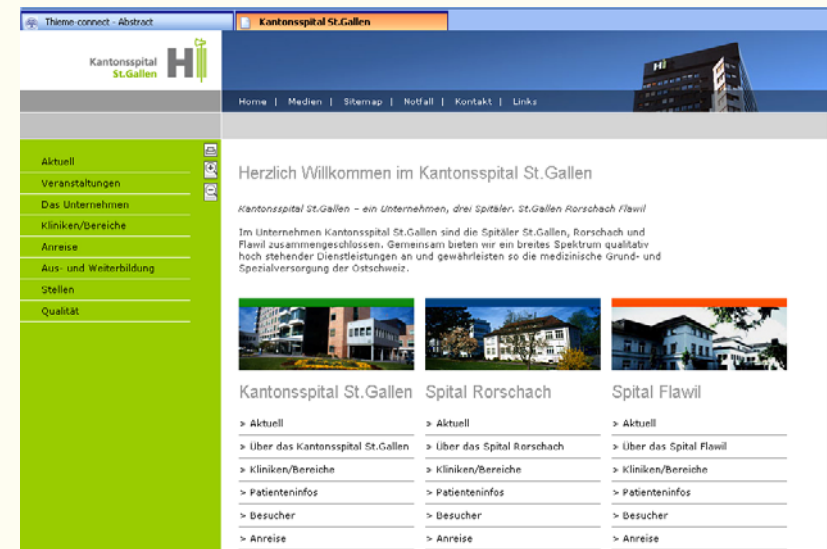 Thieme-connect - Abstract
Kantonsspital St.Gallen
Kantonsspital
St.Gallen
Home | Medien | Sitemap | Notfall | Kontakt | Links
Aktuell
Veranstaltungen
Das Unternehmen
Kliniken/Bereiche
Anreise
Aus- und Weiterbildung
Stellen
Qualität
Herzlich Willkommen im Kantonsspital St.Gallen
Kantonsspital St.Gallen – ein Unternehmen, drei Spitäler. St.Gallen Rorschach Flawil
Im Unternehmen Kantonsspital St.Gallen sind die Spitäler St.Gallen, Rorschach und
Flawil zusammengeschlossen. Gemeinsam bieten wir ein breites Spektrum qualitativ
hoch stehender Dienstleistungen an und gewährleisten so die medizinische Grund- und
Spezialversorgung der Ostschweiz.
Kantonsspital St.Gallen
> Aktuell
> Über das Kantonsspital St.Gallen
> Kliniken/Bereiche
> Patienteninfos
> Besucher
> Anreise
Spital Rorschach
> Aktuell
> Über das Spital Rorschach
> Kliniken/Bereiche
> Patienteninfos
> Besucher
> Anreise
Spital Flawil
> Aktuell
> Über das Spital Flawil
> Kliniken/Bereiche
> Patienteninfos
> Besucher
> Anreise